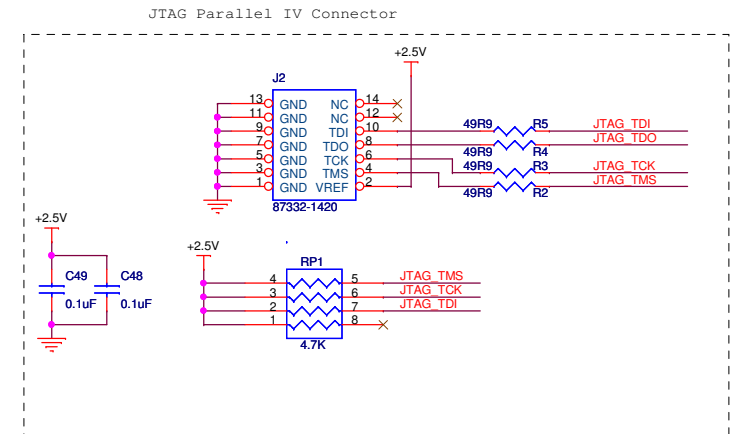 JTAG Parallel IV Connector
+2.5V
J2
13 GND NC 14
11 GND NC 12
9 GND TDI 10 49R9 R5 JTAG_TDI
7 GND TDO 8 49R9 R4 JTAG_TDO
5 GND TCK 6 49R9 R3 JTAG_TCK
3 GND TMS 4 49R9 R2 JTAG_TMS
1 GND VREF 2
87332-1420
+2.5V
C49 C48
0.1uF 0.1uF
+2.5V
RP1
4 5 JTAG_TMS
3 6 JTAG_TCK
2 7 JTAG_TDI
1 8
4.7K